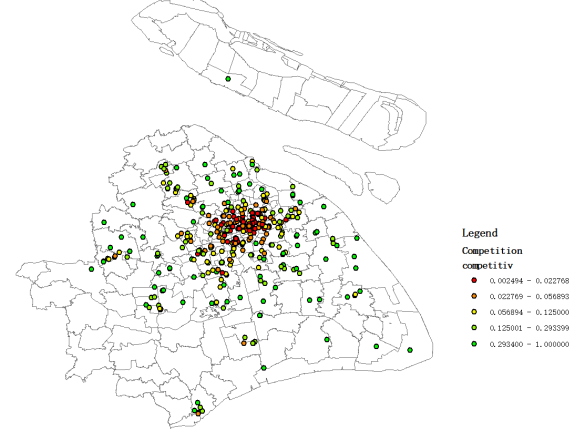 Legend
Competition
competitiv
0.002494 - 0.022768
0.022769 - 0.056893
0.056894 - 0.125000
0.125001 - 0.293399
0.293400 - 1.000000